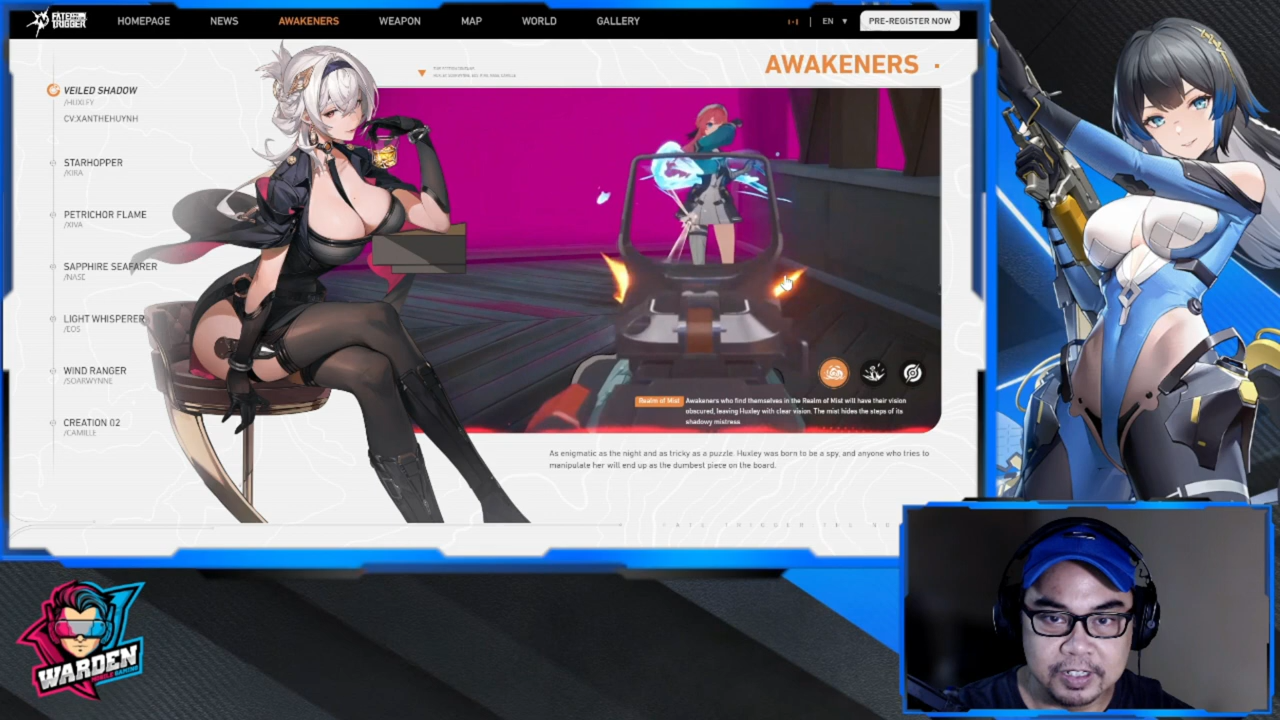 FATE TRIGGER
HOMEPAGE NEWS AWAKENERS WEAPON MAP WORLD GALLERY EN PRE-REGISTER NOW
AWAKENERS
VEILED SHADOW
/HUXLEY
CV:XANTHEHUYNH
STARHOPPER
/KIRA
PETRICHOR FLAME
/XIVA
SAPPHIRE SEAFARER
/NASE
LIGHT WHISPERER
/EOS
WIND RANGER
/SOARWYNNE
CREATION 02
/CAMILLE
Realm of Mist Awakeners who find themselves in the Realm of Mist will have their vision
obscured, leaving Huxley with clear vision. The mist hides the steps of its
shadowy mistress
As enigmatic as the night and as tricky as a puzzle. Huxley was born to be a spy, and anyone who tries to
manipulate her will end up as the dumbest piece on the board.
WARDEN
MOBILE GAMING